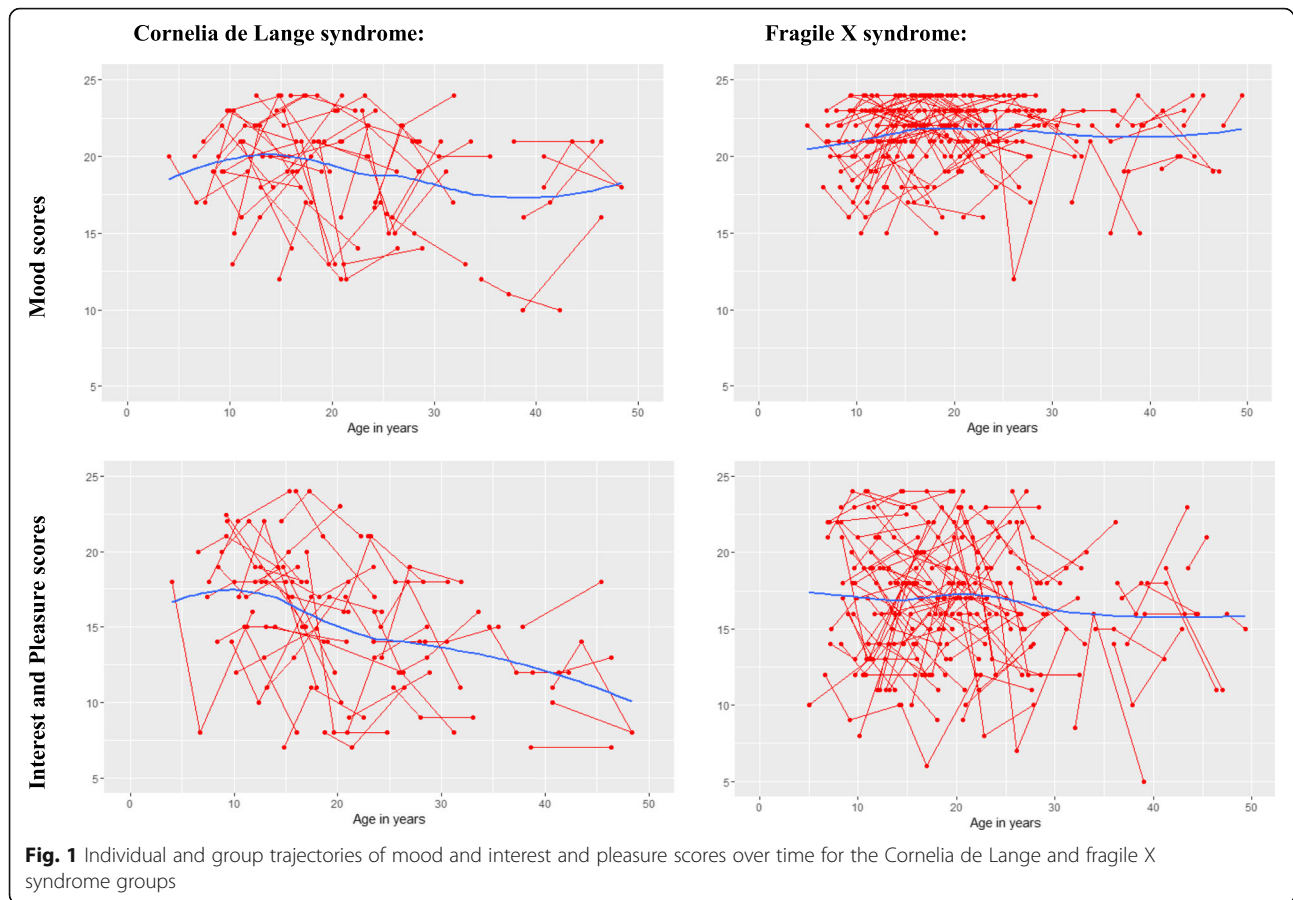 Cornelia de Lange syndrome:
Fragile X syndrome:
Mood scores
25
20
15
10
5
0 10 20 30 40 50
Age in years
25
20
15
10
5
0 10 20 30 40 50
Age in years
Interest and Pleasure scores
25
20
15
10
5
0 10 20 30 40 50
Age in years
25
20
15
10
5
0 10 20 30 40 50
Age in years
Fig. 1 Individual and group trajectories of mood and interest and pleasure scores over time for the Cornelia de Lange and fragile X
syndrome groups